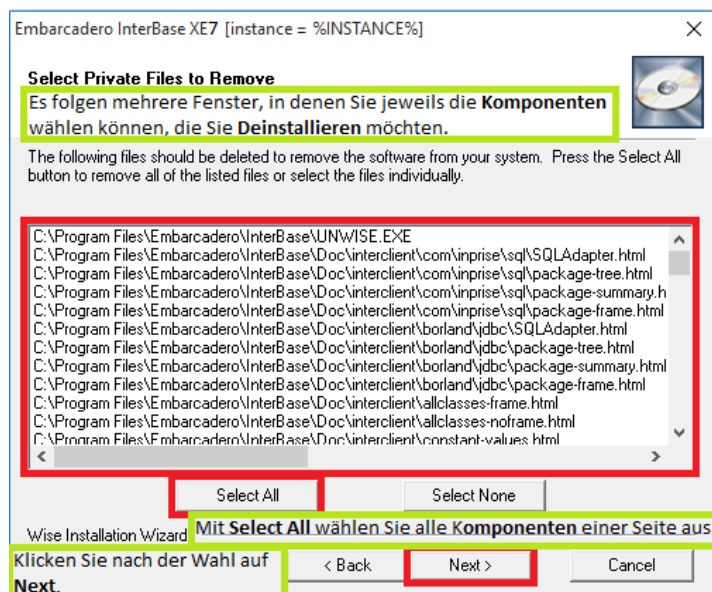 Embarcadero InterBase XE7 [instance = %INSTANCE%]
Select Private Files to Remove
Es folgen mehrere Fenster, in denen Sie jeweils die Komponenten
wählen können, die Sie Deinstallieren möchten.
The following files should be deleted to remove the software from your system. Press the Select All
button to remove all of the listed files or select the files individually.
C:\Program Files\Embarcadero\InterBase\UNWISE.EXE
C:\Program Files\Embarcadero\InterBase\Doc\interclient\com\inprise\sql\SQLAdapter.html
C:\Program Files\Embarcadero\InterBase\Doc\interclient\com\inprise\sql\package-tree.html
C:\Program Files\Embarcadero\InterBase\Doc\interclient\com\inprise\sql\package-summary.h
C:\Program Files\Embarcadero\InterBase\Doc\interclient\com\inprise\sql\package-frame.html
C:\Program Files\Embarcadero\InterBase\Doc\interclient\borland\jdbc\SQLAdapter.html
C:\Program Files\Embarcadero\InterBase\Doc\interclient\borland\jdbc\package-tree.html
C:\Program Files\Embarcadero\InterBase\Doc\interclient\borland\jdbc\package-summary.html
C:\Program Files\Embarcadero\InterBase\Doc\interclient\borland\jdbc\package-frame.html
C:\Program Files\Embarcadero\InterBase\Doc\interclient\allclasses-frame.html
C:\Program Files\Embarcadero\InterBase\Doc\interclient\allclasses-noframe.html
C:\Program Files\Embarcadero\InterBase\Doc\interclient\constant-values.html
Select All
Select None
Wise Installation Wizard
Mit Select All wählen Sie alle Komponenten einer Seite aus
Klicken Sie nach der Wahl auf
Next.
< Back
Next >
Cancel